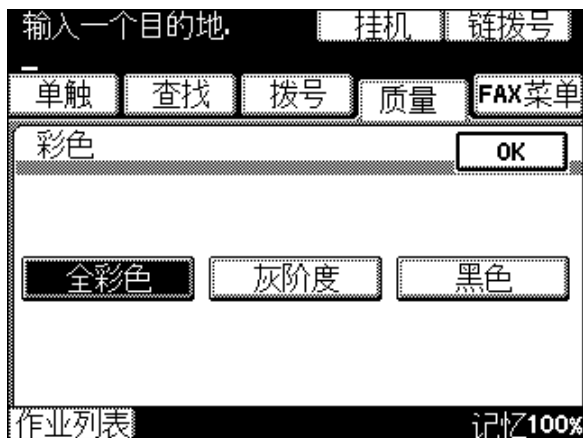 输入一个目的地. 挂机 链拨号
单触 查找 拨号 质量 FAX菜单
彩色 OK
全彩色 灰阶度 黑色
作业列表 记忆100%